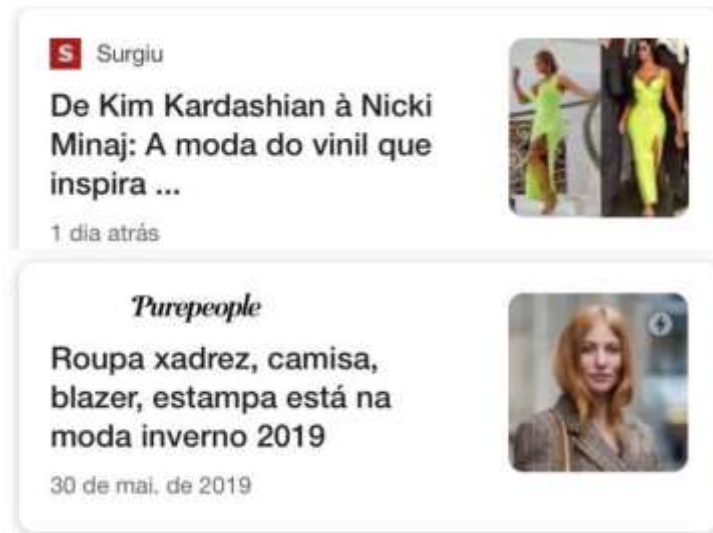 S Surgiu
De Kim Kardashian à Nicki
Minaj: A moda do vinil que
inspira ...
1 dia atrás
Purepeople
Roupa xadrez, camisa,
blazer, estampa está na
moda inverno 2019
30 de mai. de 2019